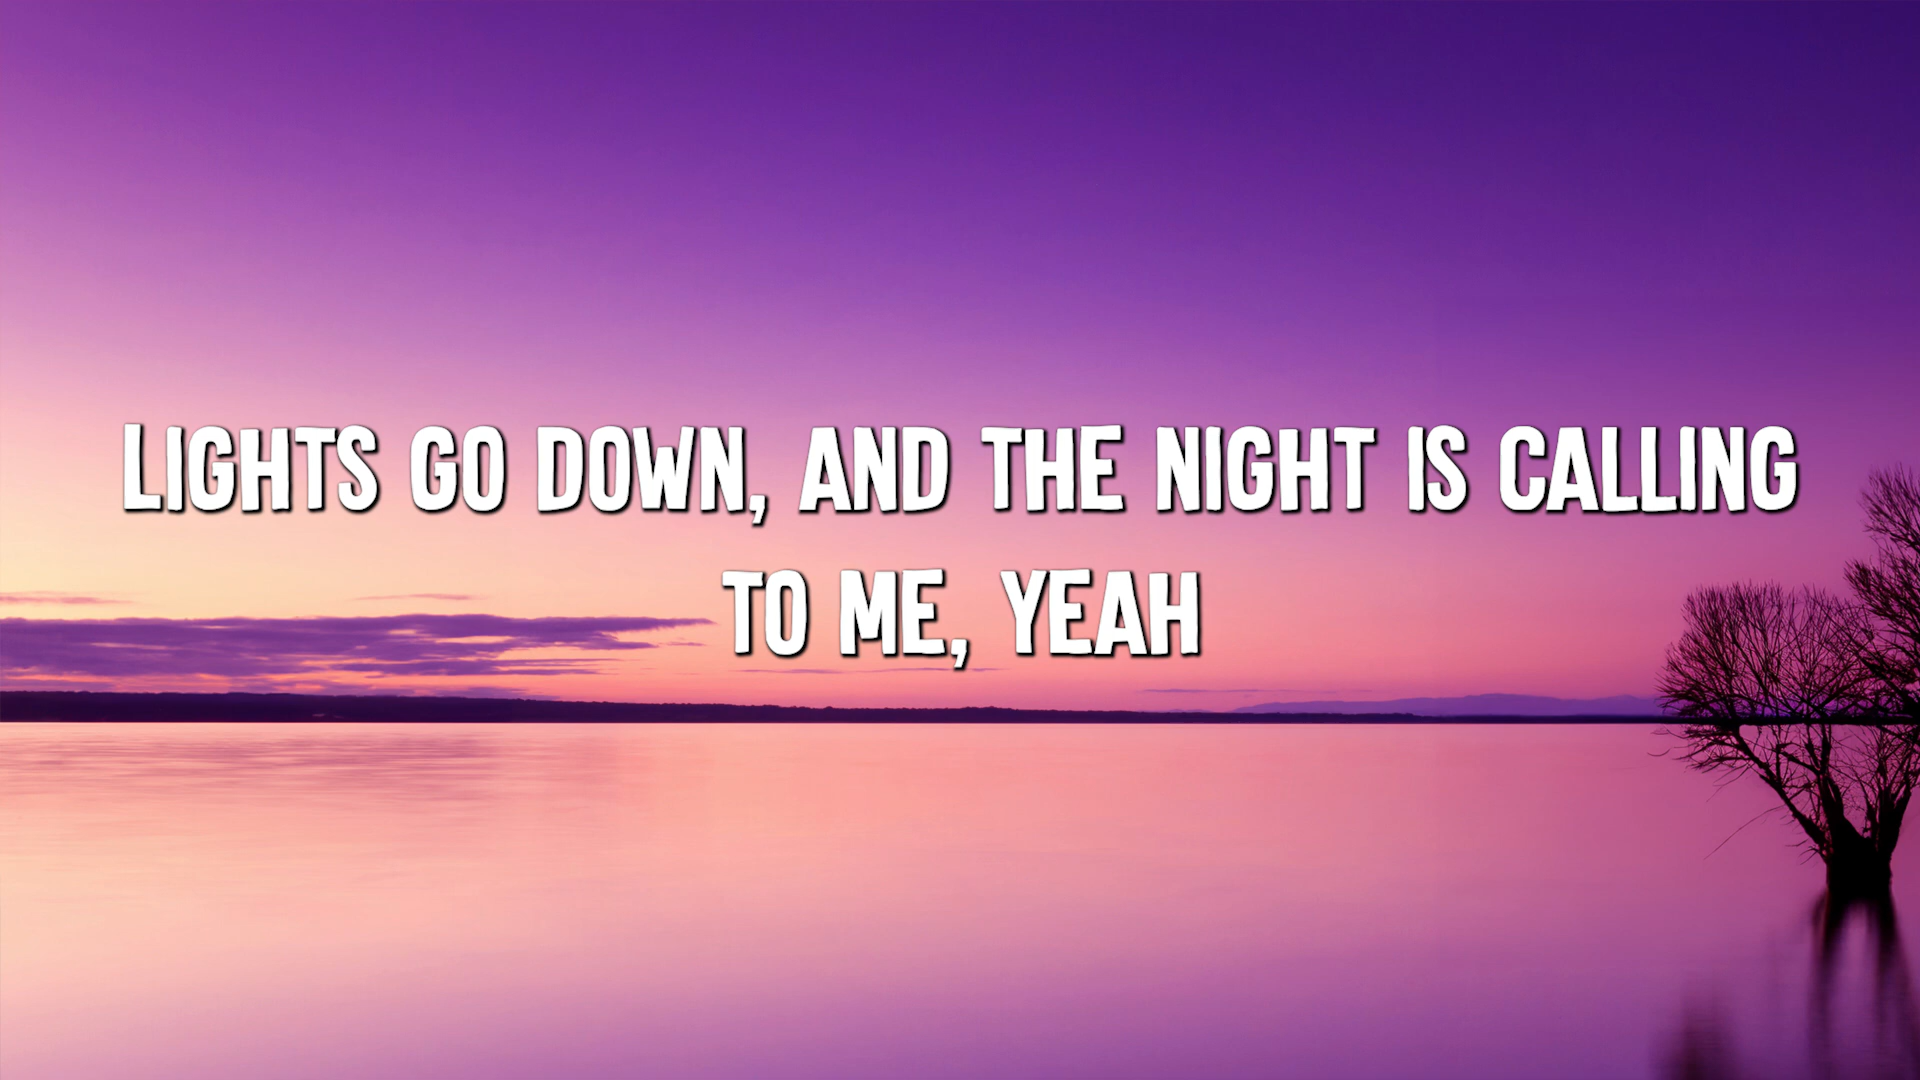 LIGHTS GO DOWN, AND THE NIGHT IS CALLING
TO ME, YEAH